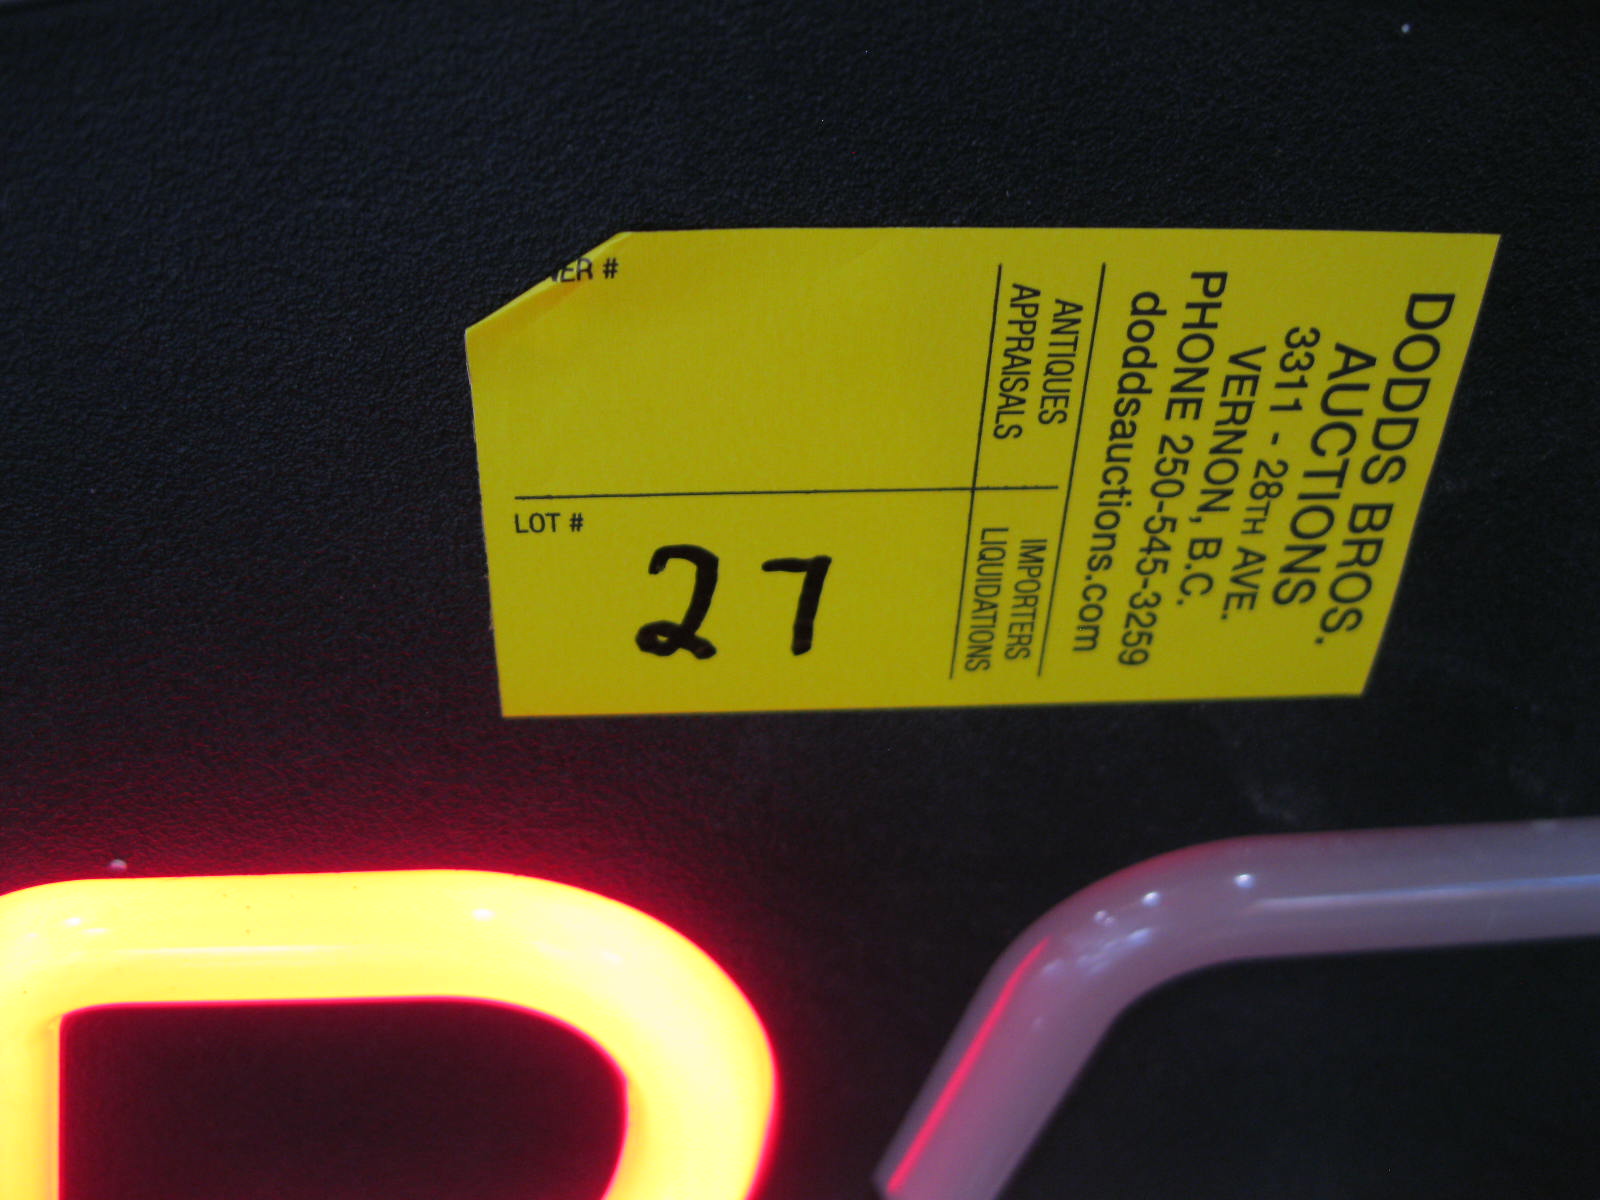 DODDS BROS.
AUCTIONS
3311 - 28TH AVE.
VERNON, B.C.
PHONE 250-545-3259
doddsauctions.com
ANTIQUES
APPRAISALS
IMPORTERS
LIQUIDATIONS
ER #
LOT #
27